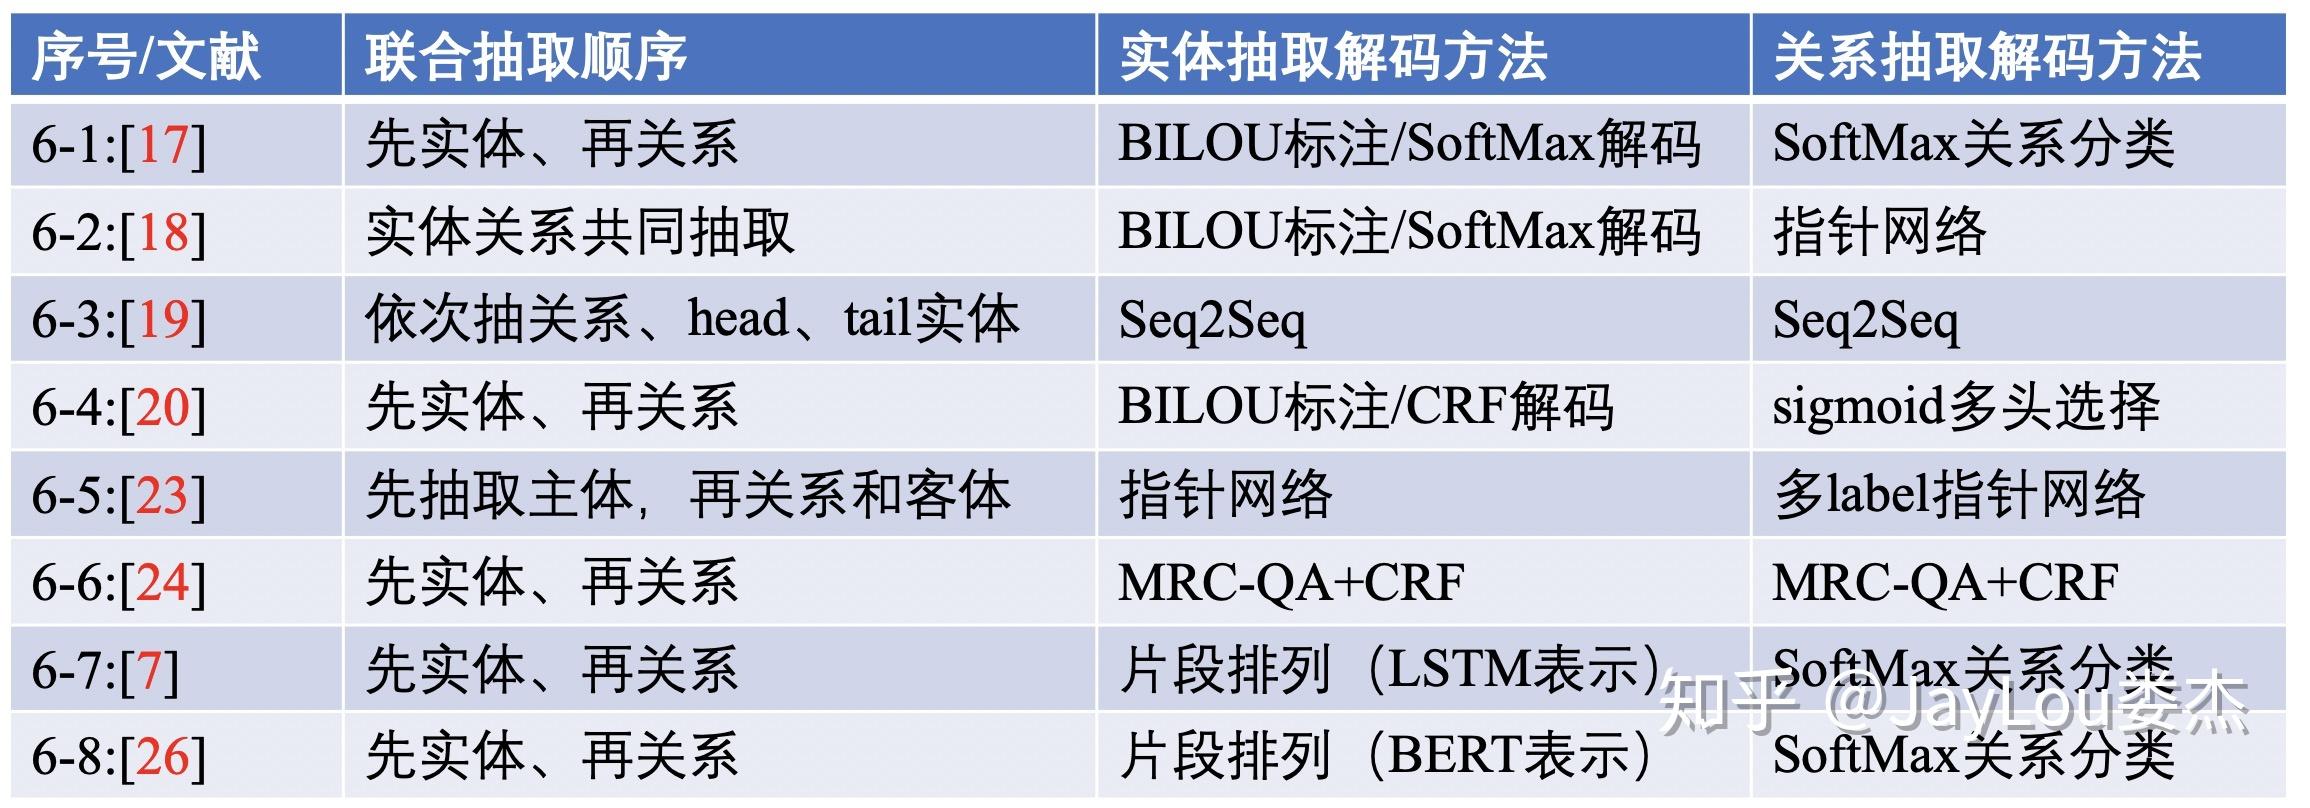 序号/文献 联合抽取顺序 实体抽取解码方法 关系抽取解码方法
6-1:[17] 先实体、再关系 BILOU标注/SoftMax解码 SoftMax关系分类
6-2:[18] 实体关系共同抽取 BILOU标注/SoftMax解码 指针网络
6-3:[19] 依次抽关系、head、tail实体 Seq2Seq Seq2Seq
6-4:[20] 先实体、再关系 BILOU标注/CRF解码 sigmoid多头选择
6-5:[23] 先抽取主体，再关系和客体 指针网络 多label指针网络
6-6:[24] 先实体、再关系 MRC-QA+CRF MRC-QA+CRF
6-7:[7] 先实体、再关系 片段排列（LSTM表示） SoftMax关系分类
知乎 @JayLou娄杰
6-8:[26] 先实体、再关系 片段排列（BERT表示） SoftMax关系分类